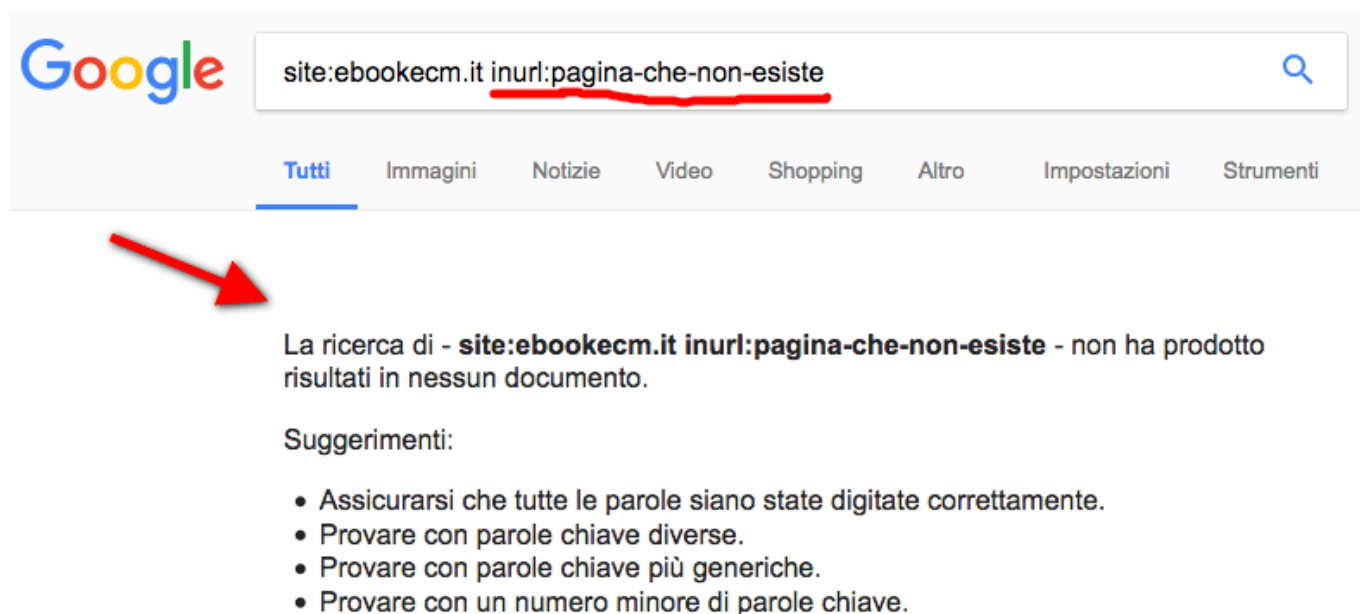 Google
site:ebookecm.it inurl:pagina-che-non-esiste
Tutti Immagini Notizie Video Shopping Altro Impostazioni Strumenti
La ricerca di - site:ebookecm.it inurl:pagina-che-non-esiste - non ha prodotto
risultati in nessun documento.
Suggerimenti:
• Assicurarsi che tutte le parole siano state digitate correttamente.
• Provare con parole chiave diverse.
• Provare con parole chiave più generiche.
• Provare con un numero minore di parole chiave.